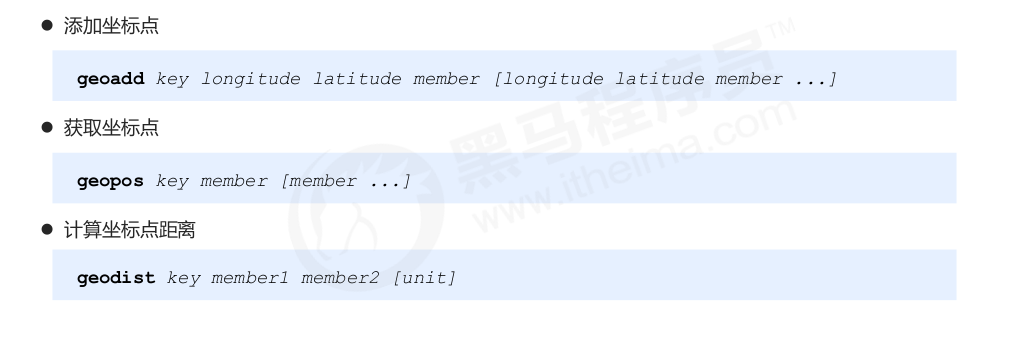 ● 添加坐标点
geoadd key longitude latitude member [longitude latitude member ...]
● 获取坐标点
geopos key member [member ...]
● 计算坐标点距离
geodist key member1 member2 [unit]
黑马程序员™
www.itheima.com